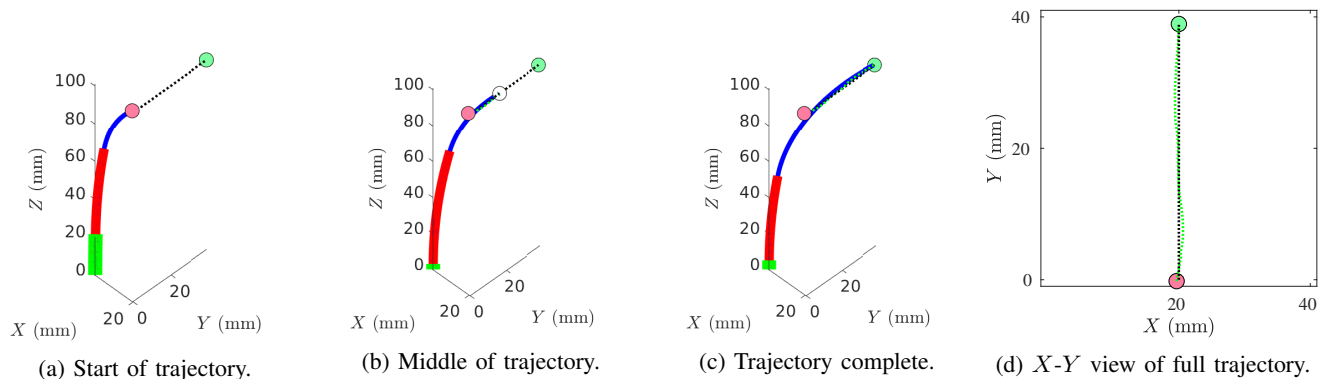 100
80
60
40
20
0
Z (mm)
20
20 0
X (mm)
Y (mm)
(a) Start of trajectory.
100
80
60
40
20
0
Z (mm)
20
20 0
X (mm)
Y (mm)
(b) Middle of trajectory.
100
80
60
40
20
0
Z (mm)
20
20 0
X (mm)
Y (mm)
(c) Trajectory complete.
40
20
0
Y (mm)
20
40
X (mm)
(d) X-Y view of full trajectory.